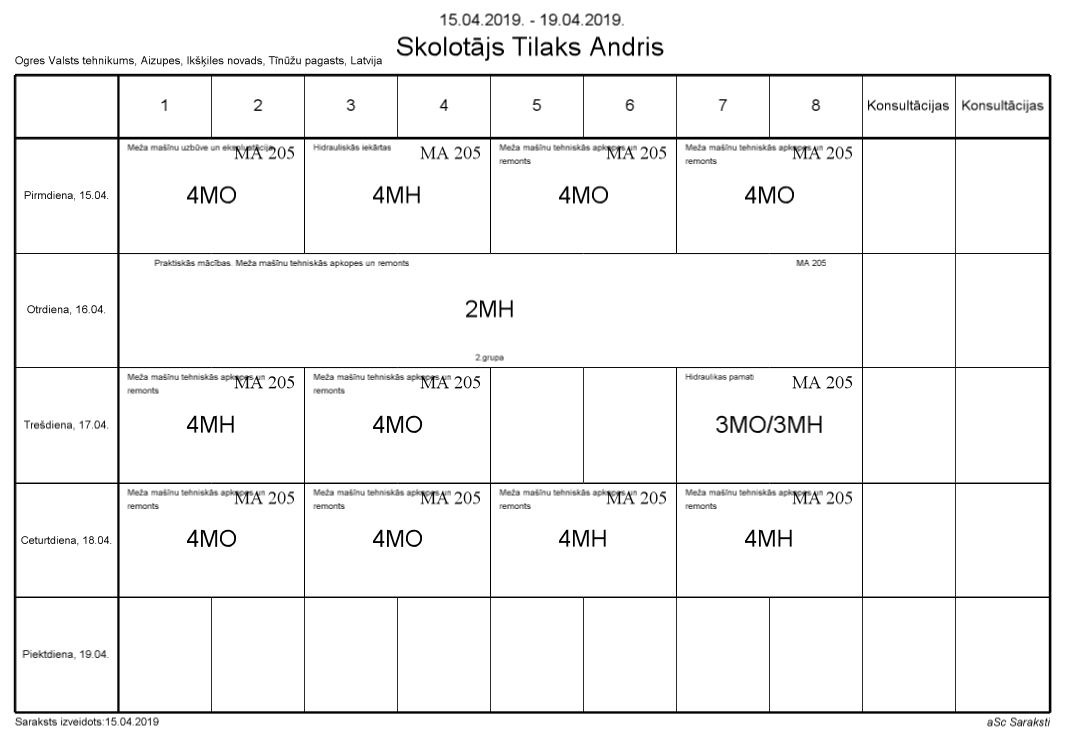 15.04.2019. - 19.04.2019.
Skolotājs Tilaks Andris
Ogres Valsts tehnikums, Aizupes, Ikšķiles novads, Tīnūžu pagasts, Latvija
1 2 3 4 5 6 7 8 Konsultācijas Konsultācijas
Pirmdiena, 15.04.
Meža mašīnu uzbūve un ekspluatācija MA 205
4MO
Hidrauliskās iekārtas MA 205
4MH
Meža mašīnu tehniskās apkopes un MA 205
remonts
4MO
Meža mašīnu tehniskās apkopes un MA 205
remonts
4MO
Otrdiena, 16.04.
Praktiskās mācības. Meža mašīnu tehniskās apkopes un remonts MA 205
2MH
2.grupa
Trešdiena, 17.04.
Meža mašīnu tehniskās apkopes un MA 205
remonts
4MH
Meža mašīnu tehniskās apkopes un MA 205
remonts
4MO
Hidraulikas pamati MA 205
3MO/3MH
Ceturtdiena, 18.04.
Meža mašīnu tehniskās apkopes un MA 205
remonts
4MO
Meža mašīnu tehniskās apkopes un MA 205
remonts
4MO
Meža mašīnu tehniskās apkopes un MA 205
remonts
4MH
Meža mašīnu tehniskās apkopes un MA 205
remonts
4MH
Piektdiena, 19.04.
Saraksts izveidots:15.04.2019
aSc Saraksti